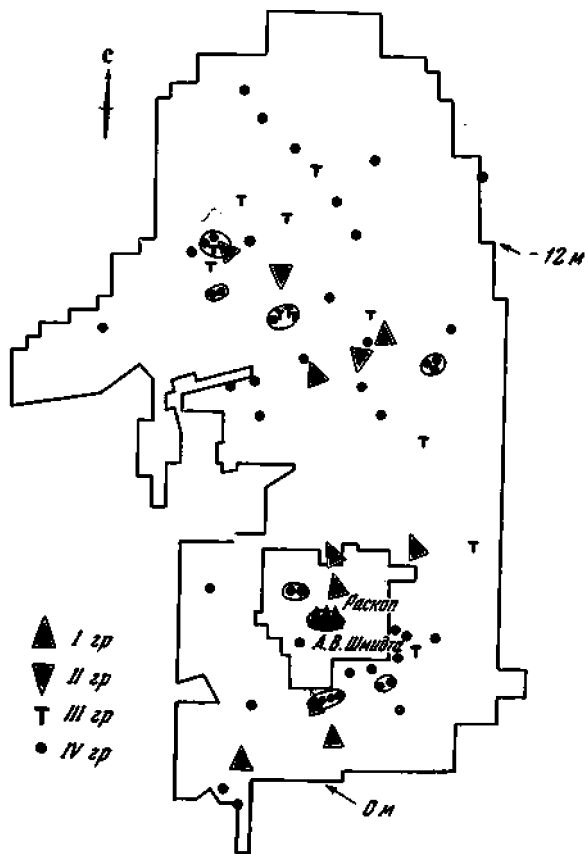 с
-12 м
Раскоп
А.В. Шмидта
I гр
II гр
III гр
IV гр
0 м